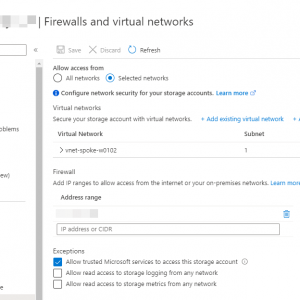 | Firewalls and virtual networks
Save Discard Refresh
Allow access from
All networks Selected networks
Configure network security for your storage accounts. Learn more
Virtual networks
Secure your storage account with virtual networks. + Add existing virtual network + Add
Virtual Network Subnet
vnet-spoke-w0102 1
Firewall
Add IP ranges to allow access from the internet or your on-premises networks. Learn more
Address range
IP address or CIDR
Exceptions
Allow trusted Microsoft services to access this storage account
Allow read access to storage logging from any network
Allow read access to storage metrics from any network
roblems
ew)